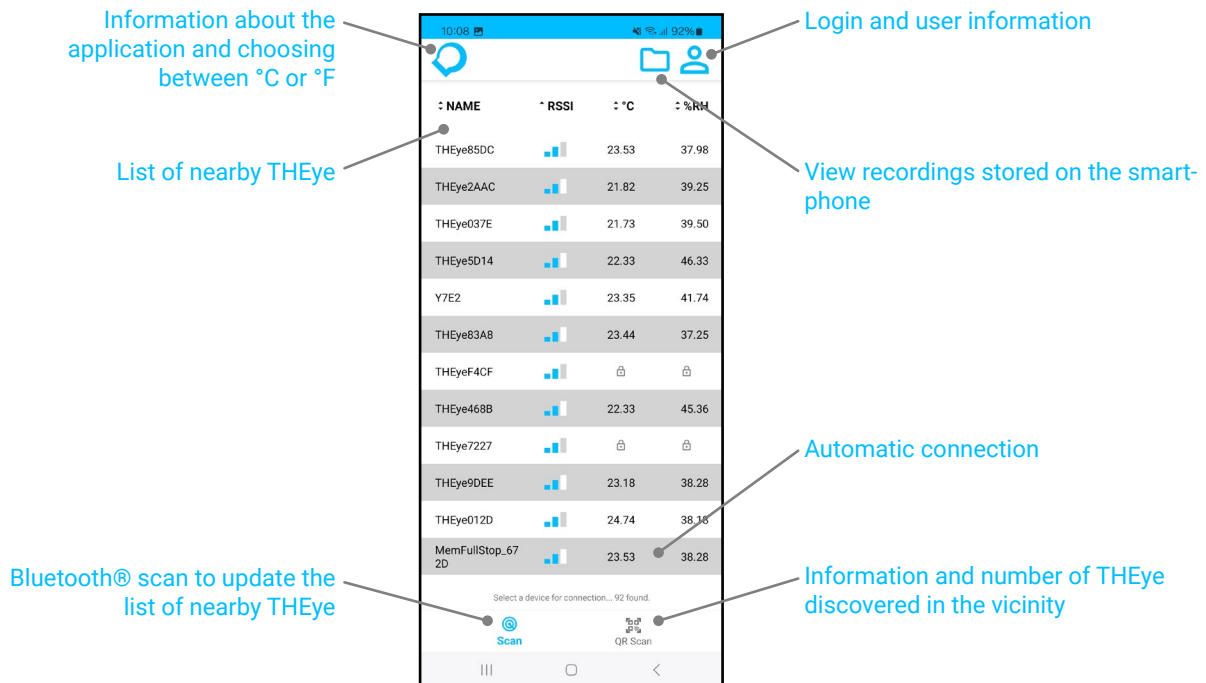 Information about the
application and choosing
between °C or °F
Login and user information
10:08
92%
NAME RSSI °C %RH
List of nearby THEye
View recordings stored on the smart-
phone
THEye85DC 23.53 37.98
THEye2AAC 21.82 39.25
THEye037E 21.73 39.50
THEye5D14 22.33 46.33
Y7E2 23.35 41.74
THEye83A8 23.44 37.25
THEyeF4CF
THEye468B 22.33 45.36
THEye7227
Automatic connection
THEye9DEE 23.18 38.28
THEye012D 24.74 38.18
MemFullStop_67
2D 23.53 38.28
Bluetooth® scan to update the
list of nearby THEye
Information and number of THEye
discovered in the vicinity
Select a device for connection... 92 found.
Scan QR Scan